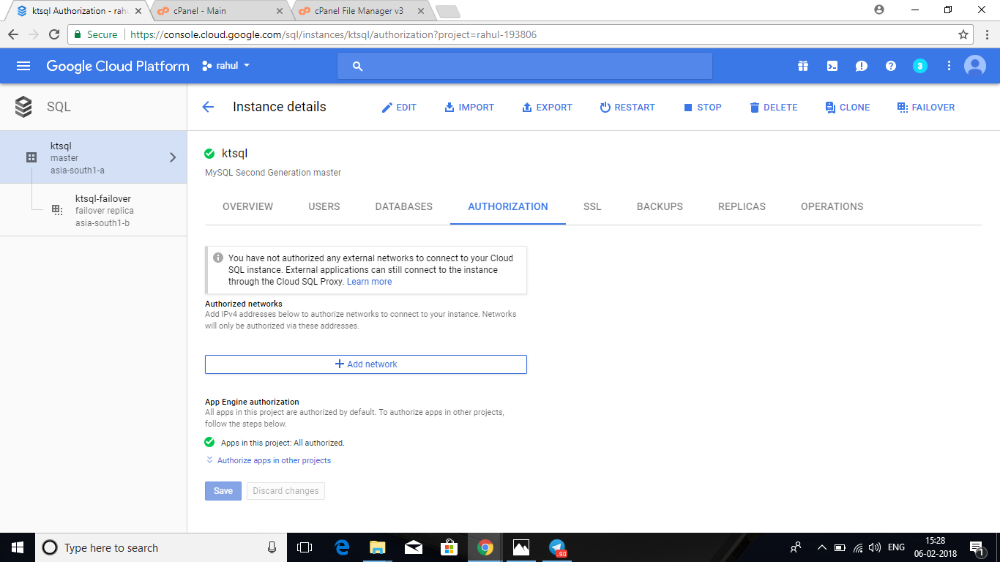 ktsql Authorization - rah
cPanel - Main
cPanel File Manager v3
Secure
https://console.cloud.google.com/sql/instances/ktsql/authorization?project=rahul-193806
Google Cloud Platform
rahul
3
SQL
Instance details
EDIT
IMPORT
EXPORT
RESTART
STOP
DELETE
CLONE
FAILOVER
ktsql
master
asia-south1-a
ktsql-failover
failover replica
asia-south1-b
ktsql
MySQL Second Generation master
OVERVIEW
USERS
DATABASES
AUTHORIZATION
SSL
BACKUPS
REPLICAS
OPERATIONS
You have not authorized any external networks to connect to your Cloud
SQL instance. External applications can still connect to the instance
through the Cloud SQL Proxy. Learn more
Authorized networks
Add IPv4 addresses below to authorize networks to connect to your instance. Networks
will only be authorized via these addresses.
Add network
App Engine authorization
All apps in this project are authorized by default. To authorize apps in other projects,
follow the steps below.
Apps in this project: All authorized.
Authorize apps in other projects
Save
Discard changes
Type here to search
.90
ENG
15:28
06-02-2018
1